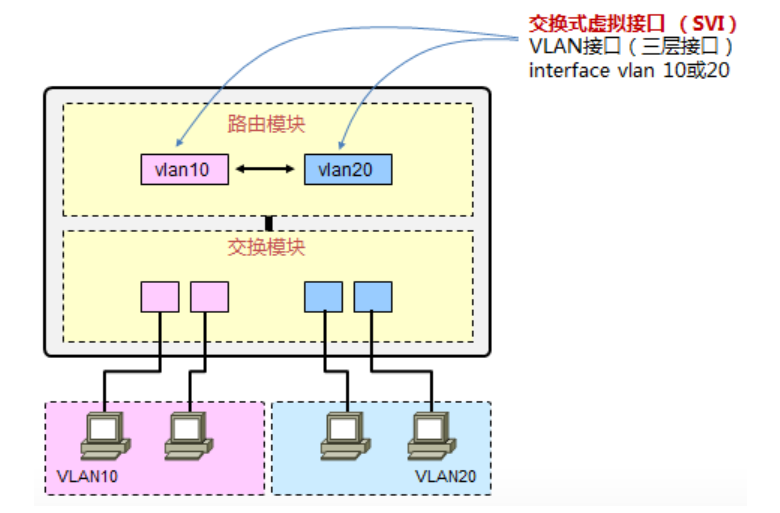 交换式虚拟接口 （SVI）
VLAN接口（三层接口）
interface vlan 10或20
路由模块
vlan10
vlan20
交换模块
VLAN10
VLAN20